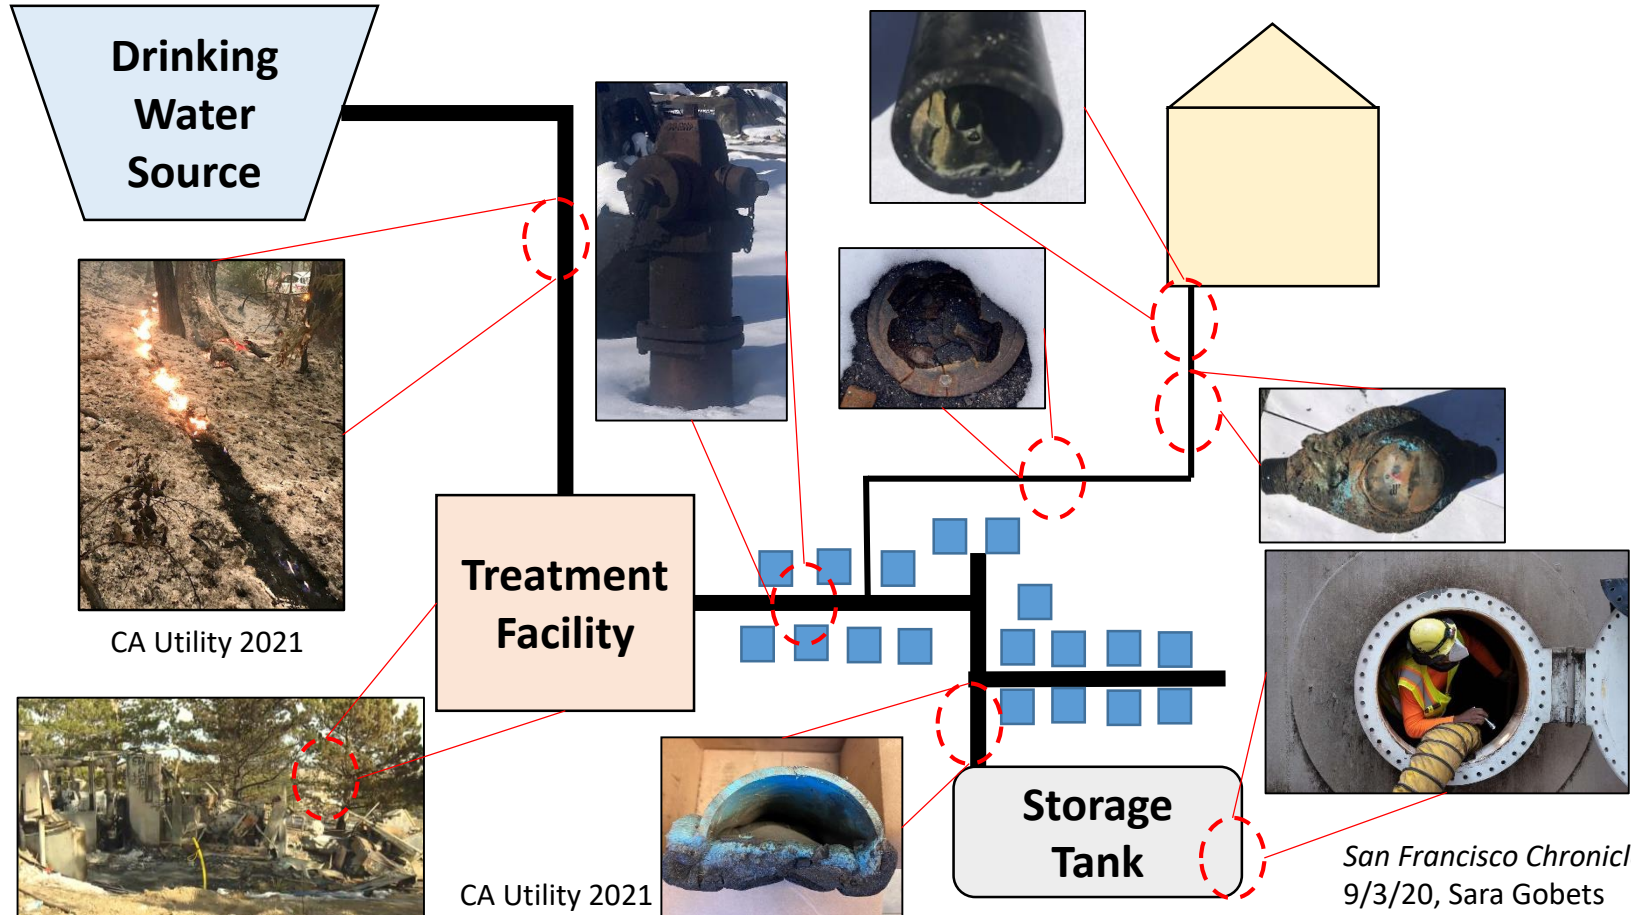 Drinking
Water
Source
CA Utility 2021
Treatment
Facility
CA Utility 2021
Storage
Tank
San Francisco Chronicl
9/3/20, Sara Gobets